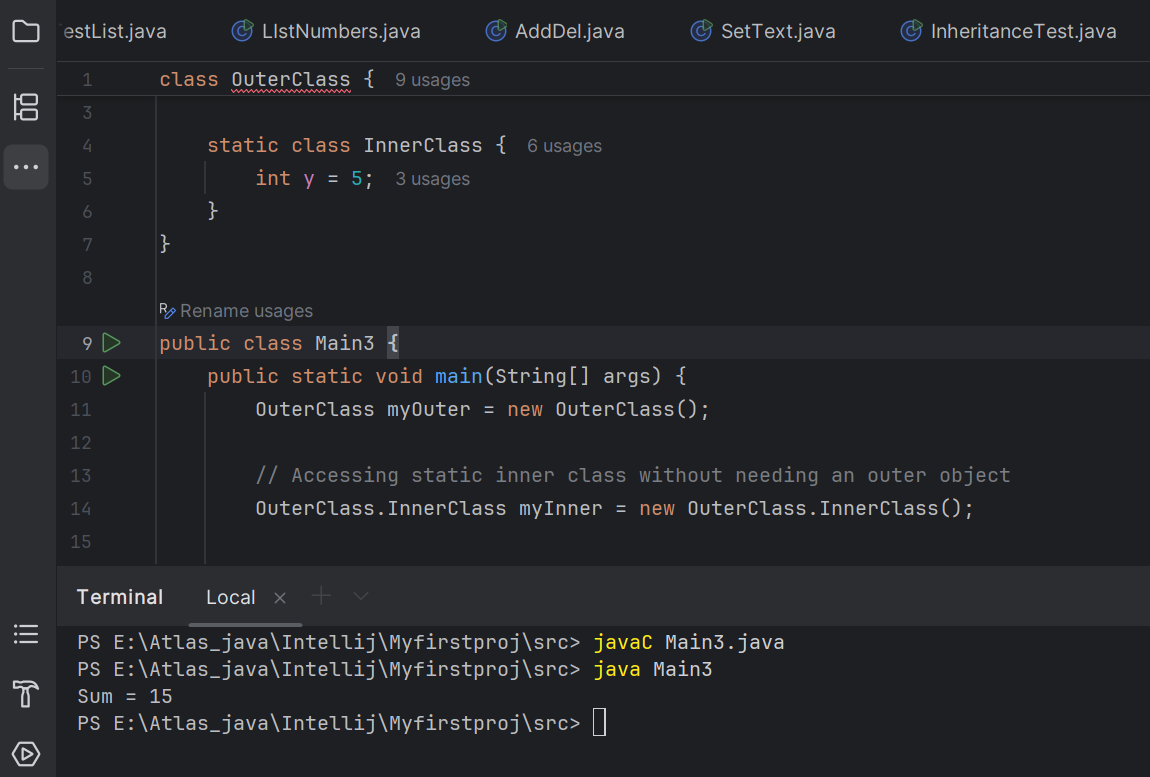 estList.java LIstNumbers.java AddDel.java SetText.java InheritanceTest.java
1 class OuterClass { 9 usages
3
4 static class InnerClass { 6 usages
5 int y = 5; 3 usages
6 }
7 }
8
Rename usages
9 public class Main3 {
10 public static void main(String[] args) {
11 OuterClass myOuter = new OuterClass();
12
13 // Accessing static inner class without needing an outer object
14 OuterClass.InnerClass myInner = new OuterClass.InnerClass();
15
Terminal Local
PS E:\Atlas_java\Intellij\Myfirstproj\src> javaC Main3.java
PS E:\Atlas_java\Intellij\Myfirstproj\src> java Main3
Sum = 15
PS E:\Atlas_java\Intellij\Myfirstproj\src>